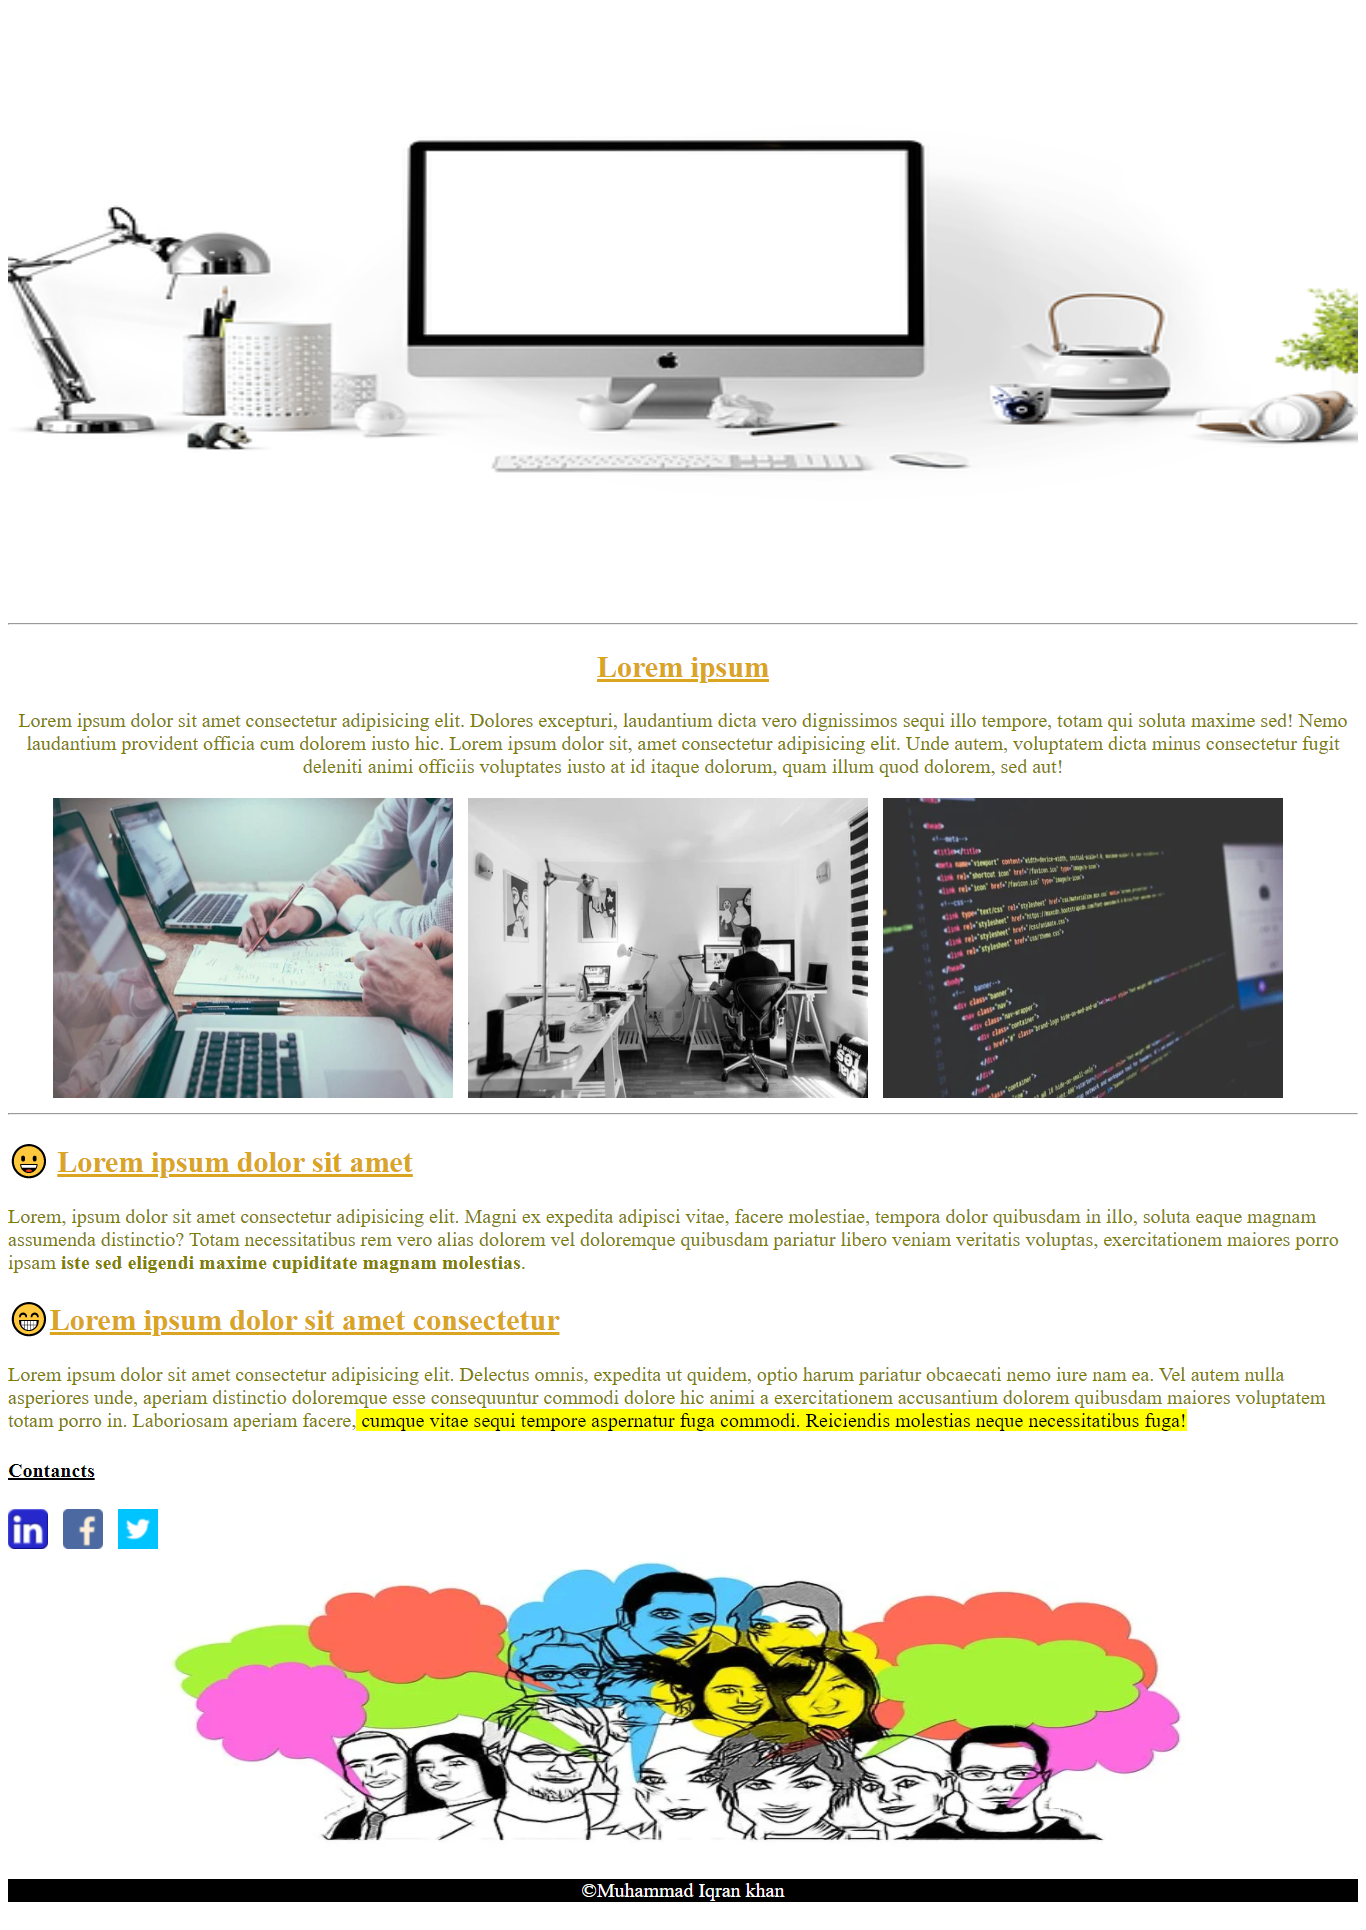 Lorem ipsum
Lorem ipsum dolor sit amet consectetur adipisicing elit. Dolores excepturi, laudantium dicta vero dignissimos sequi illo tempore, totam qui soluta maxime sed! Nemo
laudantium provident officia cum dolorem iusto hic. Lorem ipsum dolor sit, amet consectetur adipisicing elit. Unde autem, voluptatem dicta minus consectetur fugit
deleniti animi officiis voluptates iusto at id itaque dolorum, quam illum quod dolorem, sed aut!
Lorem ipsum dolor sit amet
Lorem, ipsum dolor sit amet consectetur adipisicing elit. Magni ex expedita adipisci vitae, facere molestiae, tempora dolor quibusdam in illo, soluta eaque magnam
assumenda distinctio? Totam necessitatibus rem vero alias dolorem vel doloremque quibusdam pariatur libero veniam veritatis voluptas, exercitationem maiores porro
ipsam iste sed eligendi maxime cupiditate magnam molestias.
Lorem ipsum dolor sit amet consectetur
Lorem ipsum dolor sit amet consectetur adipisicing elit. Delectus omnis, expedita ut quidem, optio harum pariatur obcaecati nemo iure nam ea. Vel autem nulla
asperiores unde, aperiam distinctio doloremque esse consequuntur commodi dolore hic animi a exercitationem accusantium dolorem quibusdam maiores voluptatem
totam porro in. Laboriosam aperiam facere, cumque vitae sequi tempore aspernatur fuga commodi. Reiciendis molestias neque necessitatibus fuga!
Contancts
in f
©Muhammad Iqran khan